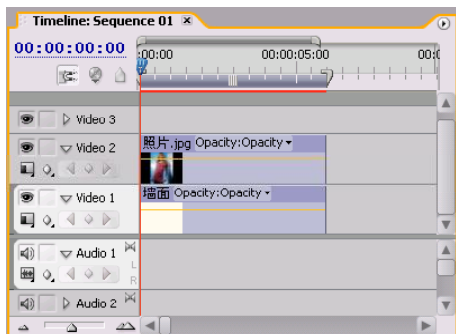 Timeline: Sequence 01
00:00:00:00
:00:00 00:00:05:00 00:0
Video 3
Video 2
照片.jpg Opacity:Opacity
Video 1
墙面 Opacity:Opacity
Audio 1
L
R
Audio 2